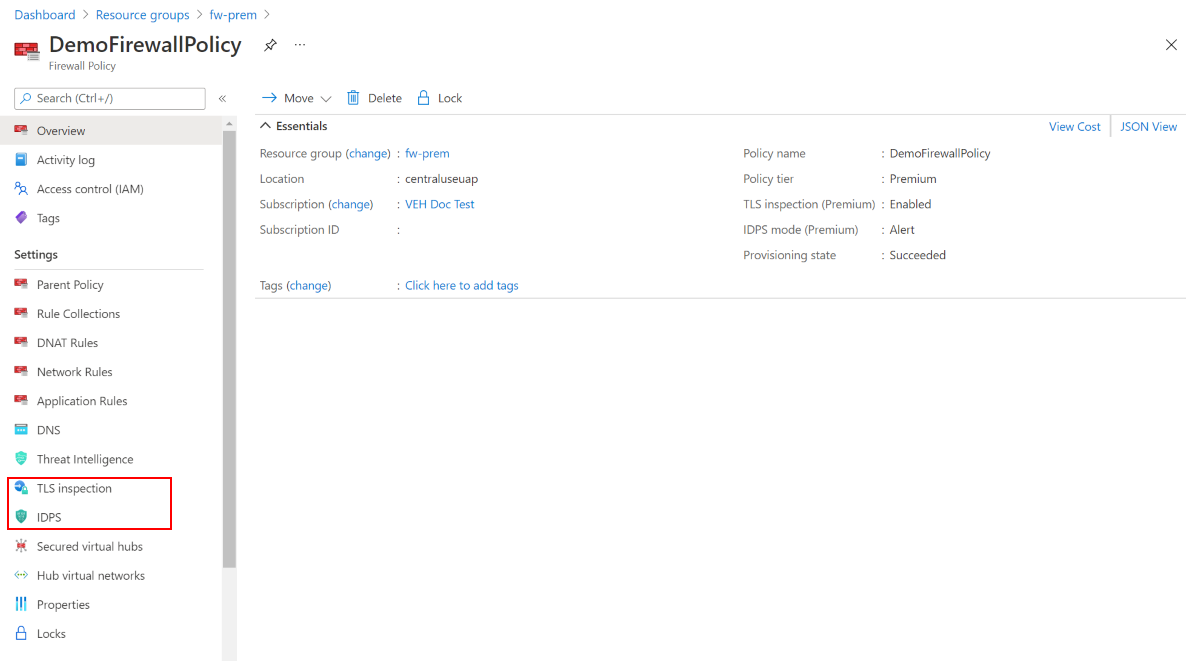 Dashboard > Resource groups > fw-prem >
DemoFirewallPolicy
Firewall Policy
Search (Ctrl+/)
Move
Delete
Lock
Overview
Activity log
Access control (IAM)
Tags
Settings
Parent Policy
Rule Collections
DNAT Rules
Network Rules
Application Rules
DNS
Threat Intelligence
TLS inspection
IDPS
Secured virtual hubs
Hub virtual networks
Properties
Locks
Essentials
View Cost
JSON View
Resource group (change) : fw-prem
Location : centraluseuap
Subscription (change) : VEH Doc Test
Subscription ID :
Tags (change) : Click here to add tags
Policy name : DemoFirewallPolicy
Policy tier : Premium
TLS inspection (Premium) : Enabled
IDPS mode (Premium) : Alert
Provisioning state : Succeeded